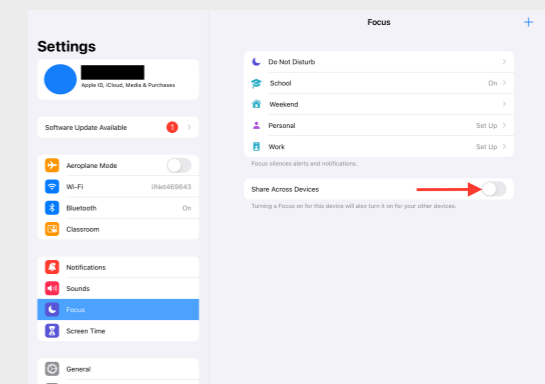 Focus
Settings
Apple ID, iCloud, Media & Purchases
Software Update Available 1
Aeroplane Mode
Wi-Fi iiNet469843
Bluetooth On
Classroom
Notifications
Sounds
Focus
Screen Time
General
Do Not Disturb
School On
Weekend
Personal Set Up
Work Set Up
Focus silences alerts and notifications.
Share Across Devices
Turning a Focus on for this device will also turn it on for your other devices.